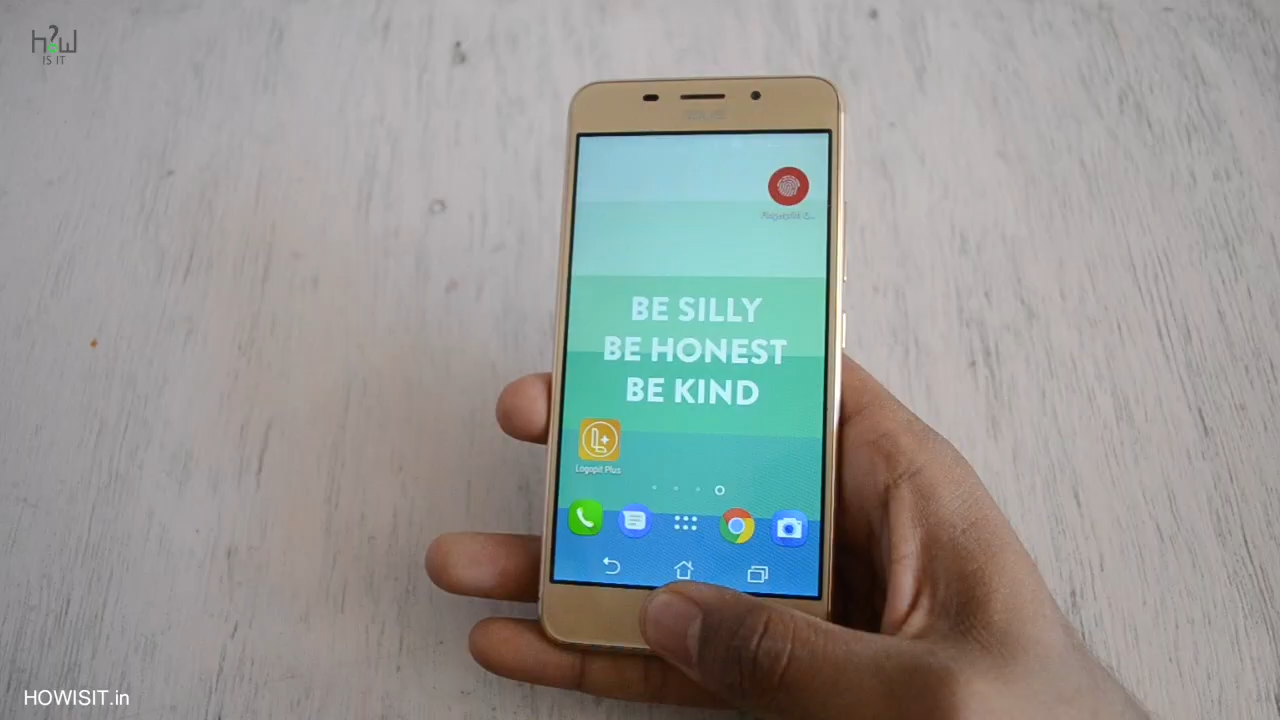 h?w
IS IT
BE SILLY
BE HONEST
BE KIND
Logopit Plus
HOWISIT.in